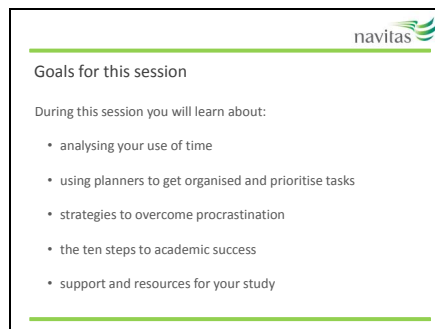 navitas
Goals for this session
During this session you will learn about:
• analysing your use of time
• using planners to get organised and prioritise tasks
• strategies to overcome procrastination
• the ten steps to academic success
• support and resources for your study